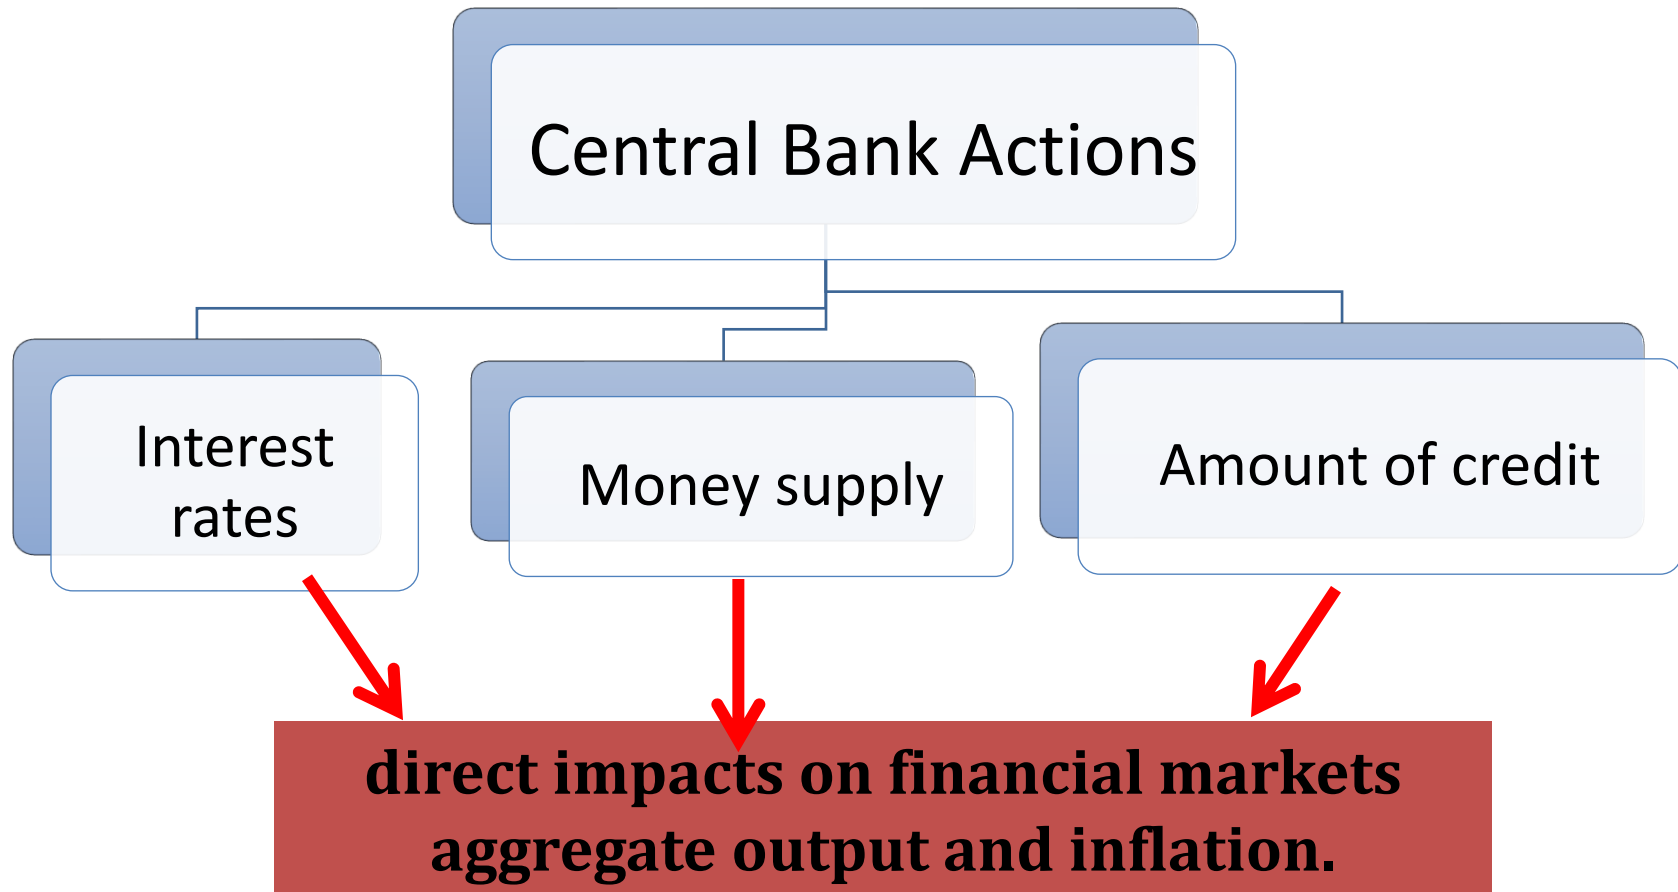 Central Bank Actions
Interest
rates
Money supply
Amount of credit
direct impacts on financial markets
aggregate output and inflation.